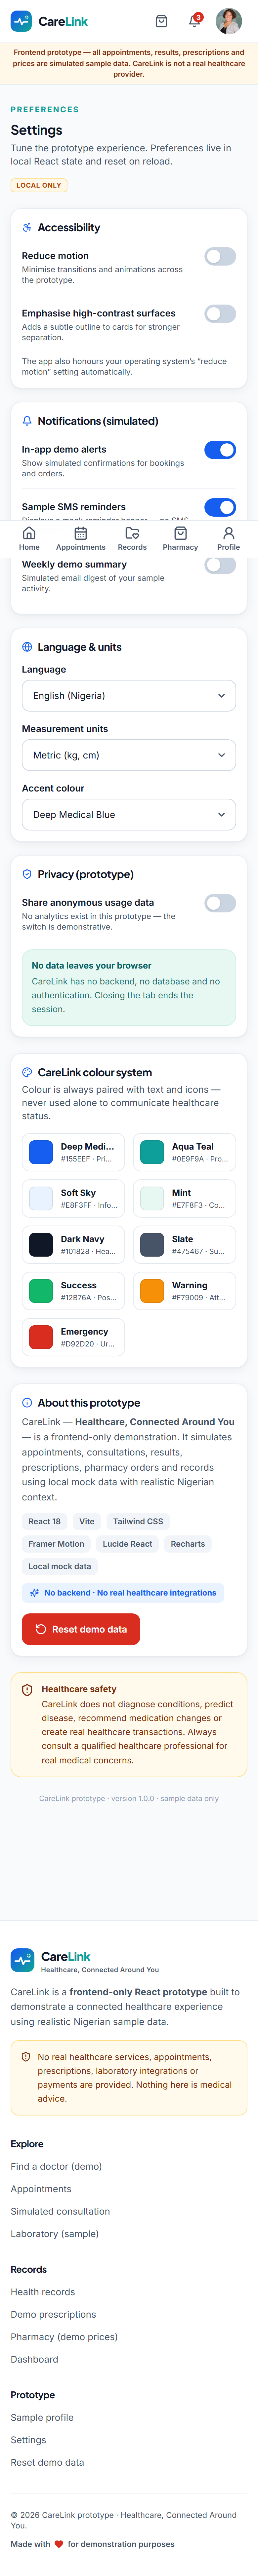 CareLink
3
Frontend prototype — all appointments, results, prescriptions and
prices are simulated sample data. CareLink is not a real healthcare
provider.
PREFERENCES
Settings
Tune the prototype experience. Preferences live in
local React state and reset on reload.
LOCAL ONLY
Accessibility
Reduce motion
Minimise transitions and animations across
the prototype.
Emphasise high-contrast surfaces
Adds a subtle outline to cards for stronger
separation.
The app also honours your operating system's "reduce
motion" setting automatically.
Notifications (simulated)
In-app demo alerts
Show simulated confirmations for bookings
and orders.
Sample SMS reminders
Home
Appointments
Records
Pharmacy
Profile
Weekly demo summary
Simulated email digest of your sample
activity.
Language & units
Language
English (Nigeria)
Measurement units
Metric (kg, cm)
Accent colour
Deep Medical Blue
Privacy (prototype)
Share anonymous usage data
No analytics exist in this prototype — the
switch is demonstrative.
No data leaves your browser
CareLink has no backend, no database and no
authentication. Closing the tab ends the
session.
CareLink colour system
Colour is always paired with text and icons —
never used alone to communicate healthcare
status.
Deep Medi...
#155EEF · Pri...
Aqua Teal
#0E9F9A · Pro...
Soft Sky
#E8F3FF · Info...
Mint
#E7F8F3 · Co...
Dark Navy
#101828 · Hea...
Slate
#475467 · Su...
Success
#12B76A · Pos...
Warning
#F79009 · Att...
Emergency
#D92D20 · Ur...
About this prototype
CareLink — Healthcare, Connected Around You
— is a frontend-only demonstration. It simulates
appointments, consultations, results,
prescriptions, pharmacy orders and records
using local mock data with realistic Nigerian
context.
React 18
Vite
Tailwind CSS
Framer Motion
Lucide React
Recharts
Local mock data
No backend · No real healthcare integrations
Reset demo data
Healthcare safety
CareLink does not diagnose conditions, predict
disease, recommend medication changes or
create real healthcare transactions. Always
consult a qualified healthcare professional for
real medical concerns.
CareLink prototype · version 1.0.0 · sample data only
CareLink
Healthcare, Connected Around You
CareLink is a frontend-only React prototype built to
demonstrate a connected healthcare experience
using realistic Nigerian sample data.
No real healthcare services, appointments,
prescriptions, laboratory integrations or
payments are provided. Nothing here is medical
advice.
Explore
Find a doctor (demo)
Appointments
Simulated consultation
Laboratory (sample)
Records
Health records
Demo prescriptions
Pharmacy (demo prices)
Dashboard
Prototype
Sample profile
Settings
Reset demo data
© 2026 CareLink prototype · Healthcare, Connected Around
You.
Made with
for demonstration purposes